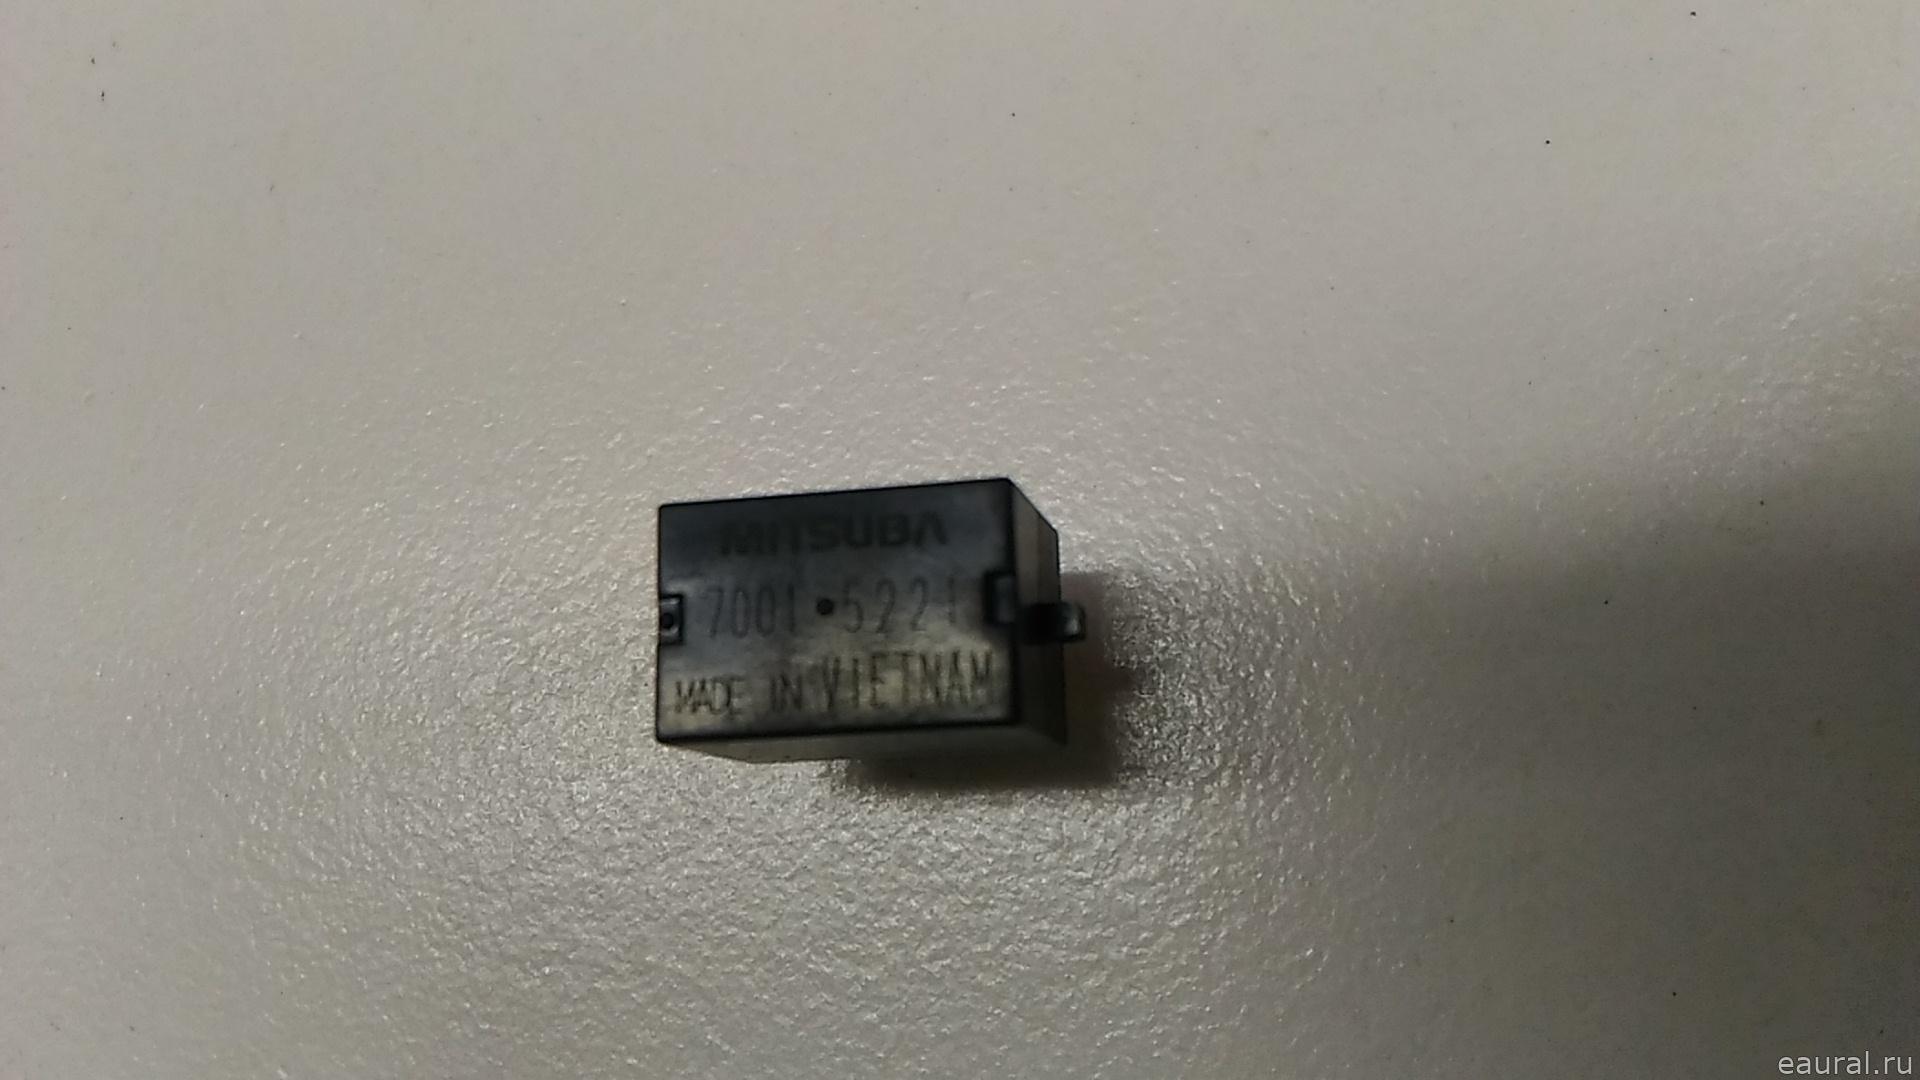 MITSUBA
7001 • 5221
MADE IN VIETNAM
eaural.ru